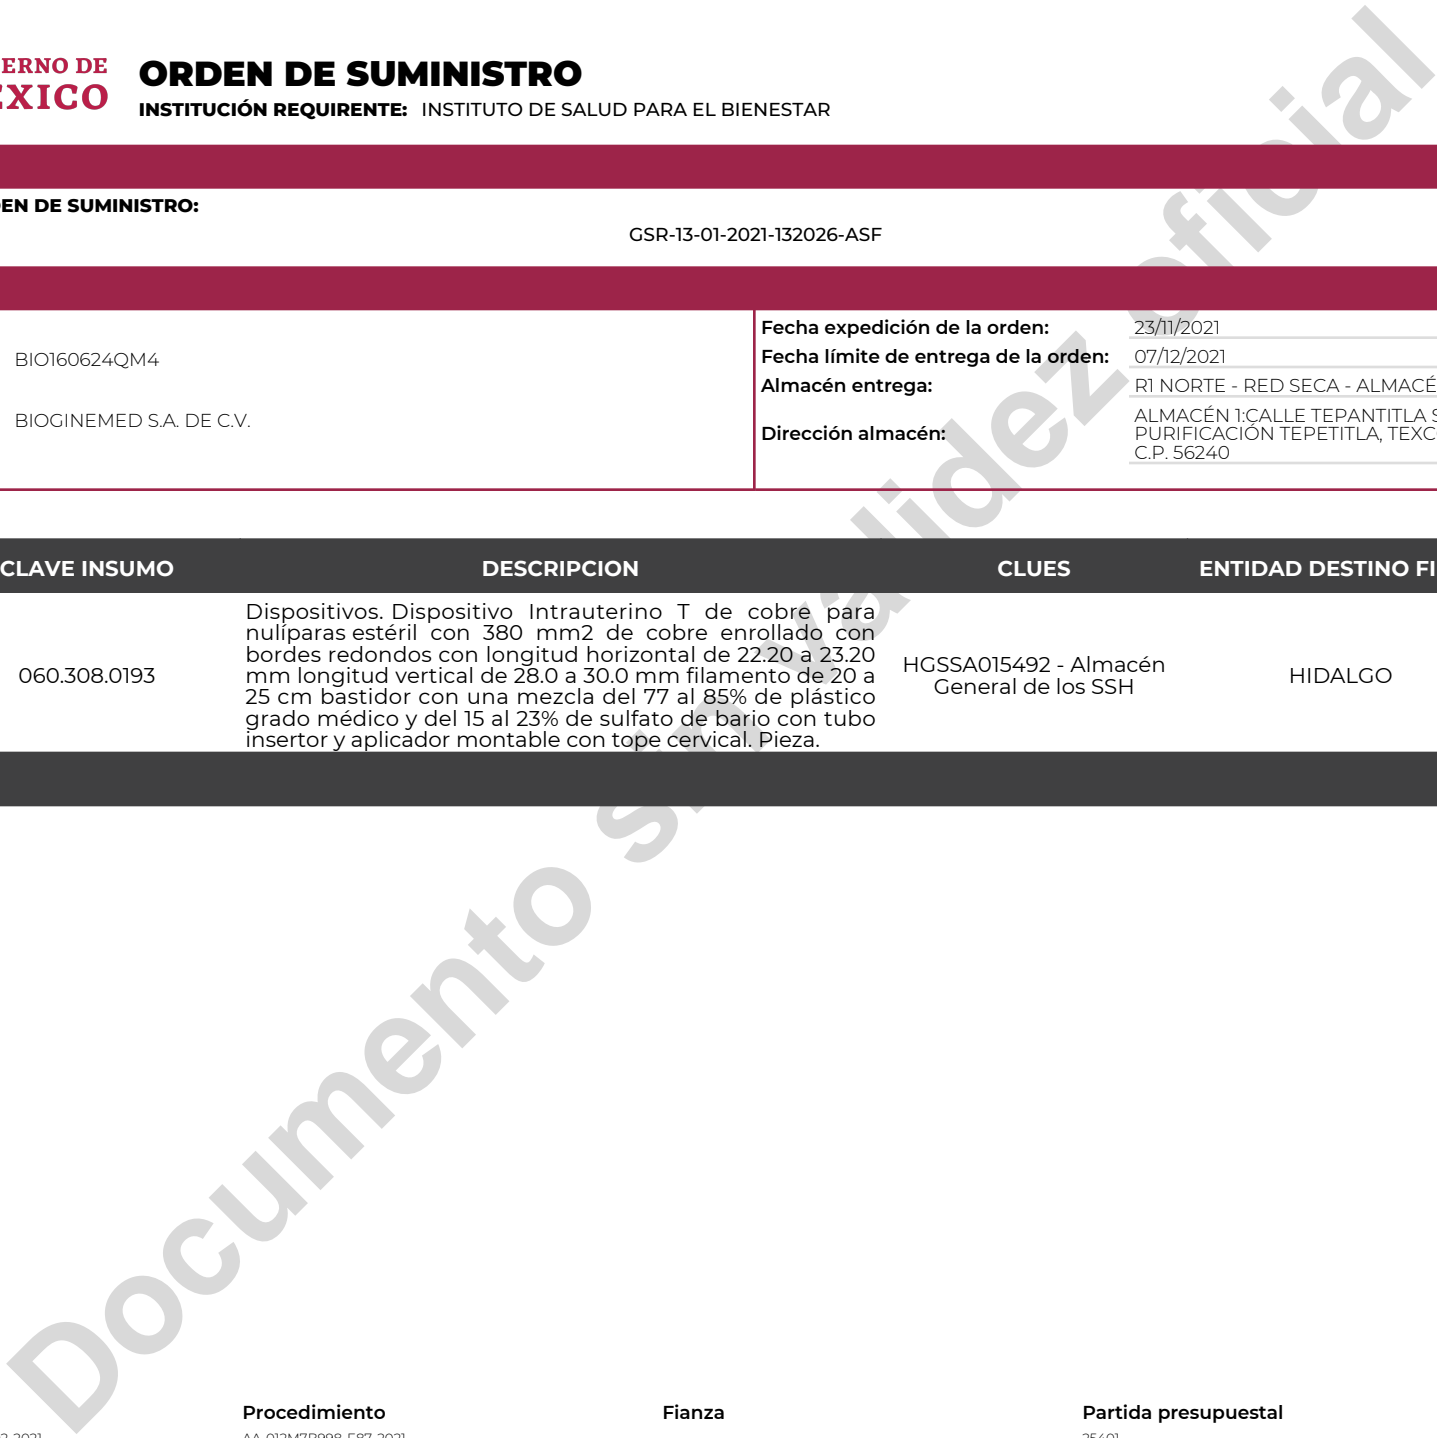 ERNO DE
ÉXICO
ORDEN DE SUMINISTRO
INSTITUCIÓN REQUIRENTE: INSTITUTO DE SALUD PARA EL BIENESTAR
EN DE SUMINISTRO:
GSR-13-01-2021-132026-ASF
BIO160624QM4
BIOGINEMED S.A. DE C.V.
Fecha expedición de la orden: 23/11/2021
Fecha límite de entrega de la orden: 07/12/2021
Almacén entrega: R1 NORTE - RED SECA - ALMACÉ
Dirección almacén: ALMACÉN 1:CALLE TEPANTITLA S
PURIFICACIÓN TEPETITLA, TEXC
C.P. 56240
CLAVE INSUMO DESCRIPCION CLUES ENTIDAD DESTINO FI
060.308.0193
Dispositivos. Dispositivo Intrauterino T de cobre para
nulíparas estéril con 380 mm2 de cobre enrollado con
bordes redondos con longitud horizontal de 22.20 a 23.20
mm longitud vertical de 28.0 a 30.0 mm filamento de 20 a
25 cm bastidor con una mezcla del 77 al 85% de plástico
grado médico y del 15 al 23% de sulfato de bario con tubo
insertor y aplicador montable con tope cervical. Pieza.
HGSSA015492 - Almacén
General de los SSH
HIDALGO
Documento sin validez oficial
Procedimiento Fianza Partida presupuestal